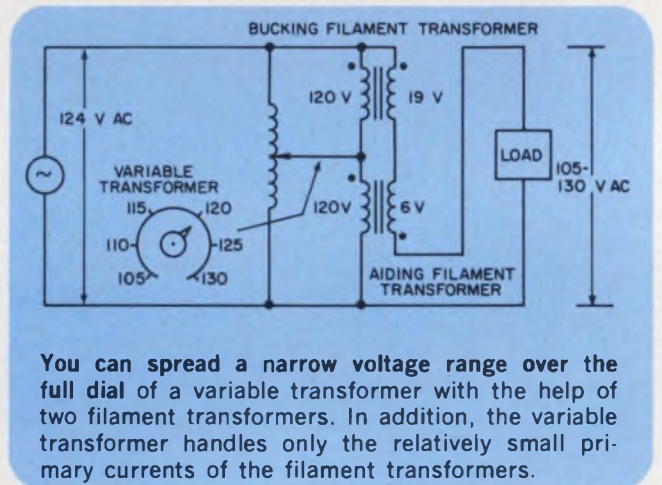 BUCKING FILAMENT TRANSFORMER
120 V
19 V
124 V AC
VARIABLE
TRANSFORMER
LOAD
105-
130 V AC
115
120
110
125
105
130
120V
6V
AIDING FILAMENT
TRANSFORMER
You can spread a narrow voltage range over the
full dial of a variable transformer with the help of
two filament transformers. In addition, the variable
transformer handles only the relatively small pri-
mary currents of the filament transformers.